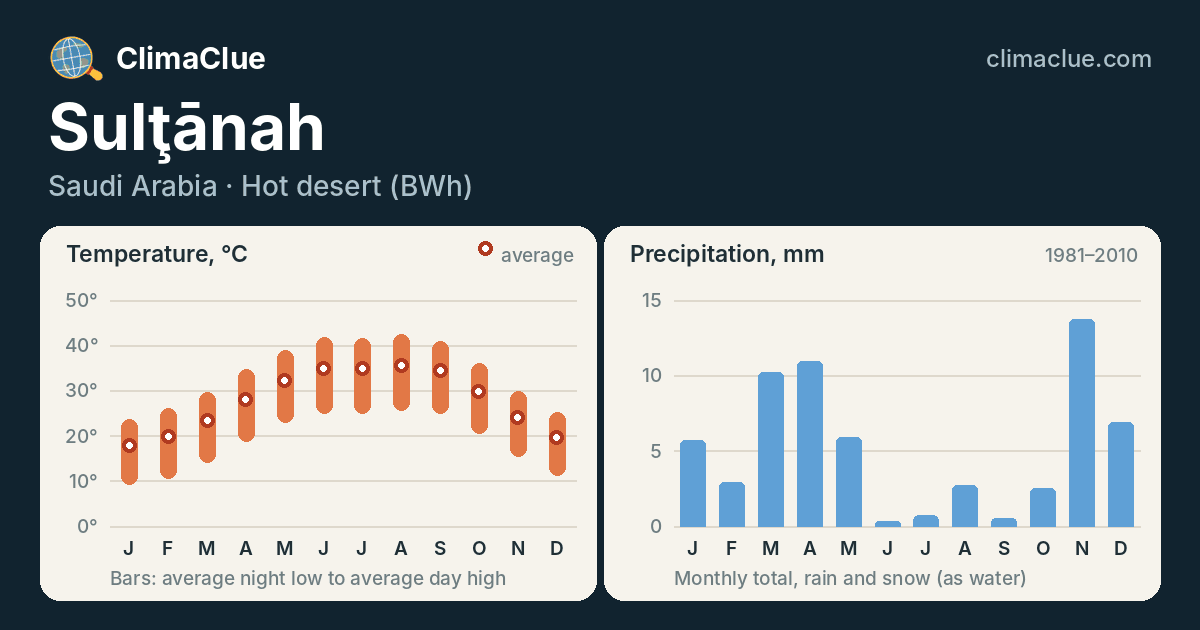 ClimaClue
climaclue.com
Sulţānah
Saudi Arabia · Hot desert (BWh)
Temperature, °C
average
50°
40°
30°
20°
10°
0°
J F M A M J J A S O N D
Bars: average night low to average day high
Precipitation, mm
1981–2010
15
10
5
0
J F M A M J J A S O N D
Monthly total, rain and snow (as water)